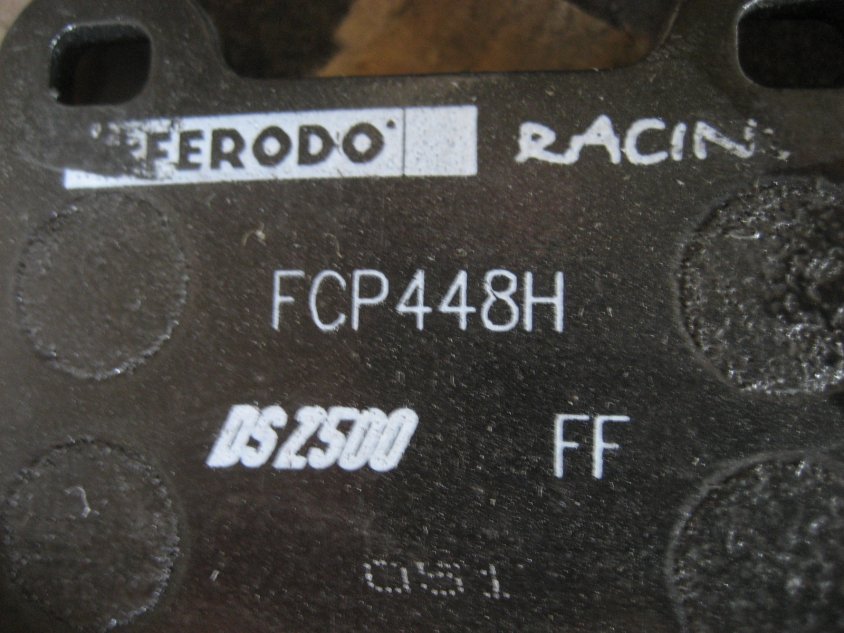 FERODO RACIN
FCP448H
DS2500 FF
051